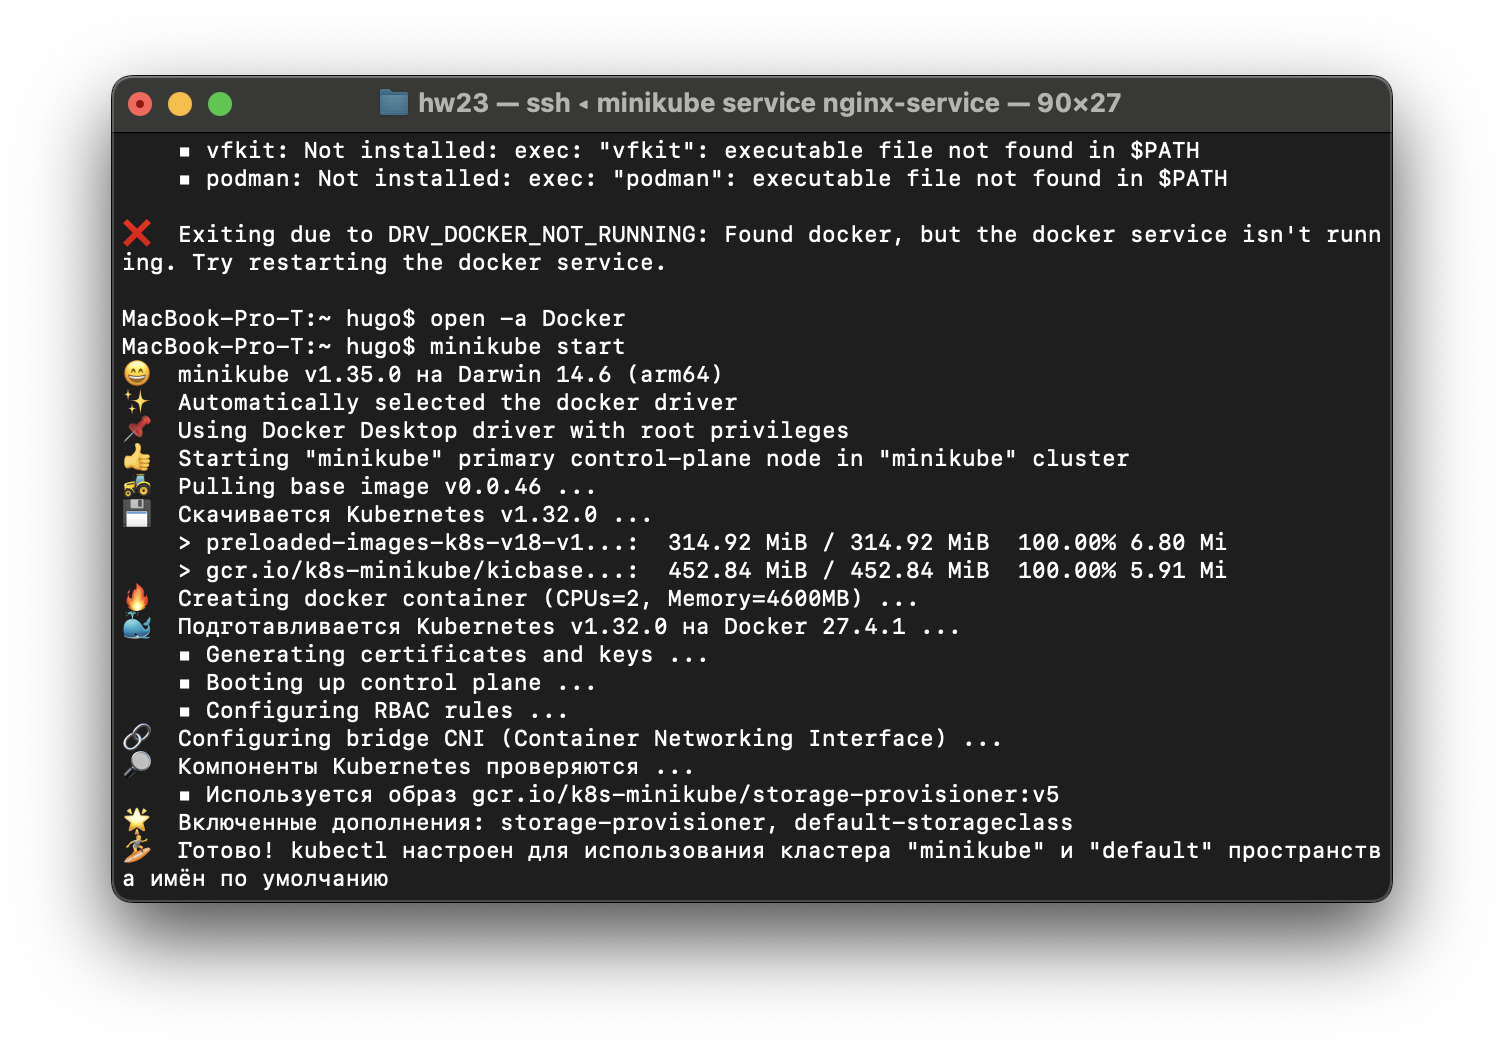 hw23 — ssh ◂ minikube service nginx-service — 90×27
▪ vfkit: Not installed: exec: "vfkit": executable file not found in $PATH
▪ podman: Not installed: exec: "podman": executable file not found in $PATH
❌  Exiting due to DRV_DOCKER_NOT_RUNNING: Found docker, but the docker service isn't runn
ing. Try restarting the docker service.
MacBook-Pro-T:~ hugo$ open -a Docker
MacBook-Pro-T:~ hugo$ minikube start
😄  minikube v1.35.0 на Darwin 14.6 (arm64)
✨  Automatically selected the docker driver
📌  Using Docker Desktop driver with root privileges
👍  Starting "minikube" primary control-plane node in "minikube" cluster
🚜  Pulling base image v0.0.46 ...
💾  Скачивается Kubernetes v1.32.0 ...
> preloaded-images-k8s-v18-v1...:  314.92 MiB / 314.92 MiB  100.00% 6.80 Mi
> gcr.io/k8s-minikube/kicbase...:  452.84 MiB / 452.84 MiB  100.00% 5.91 Mi
🔥  Creating docker container (CPUs=2, Memory=4600MB) ...
🐳  Подготавливается Kubernetes v1.32.0 на Docker 27.4.1 ...
▪ Generating certificates and keys ...
▪ Booting up control plane ...
▪ Configuring RBAC rules ...
🔗  Configuring bridge CNI (Container Networking Interface) ...
🔎  Компоненты Kubernetes проверяются ...
▪ Используется образ gcr.io/k8s-minikube/storage-provisioner:v5
🌟  Включенные дополнения: storage-provisioner, default-storageclass
🏄  Готово! kubectl настроен для использования кластера "minikube" и "default" пространств
а имён по умолчанию